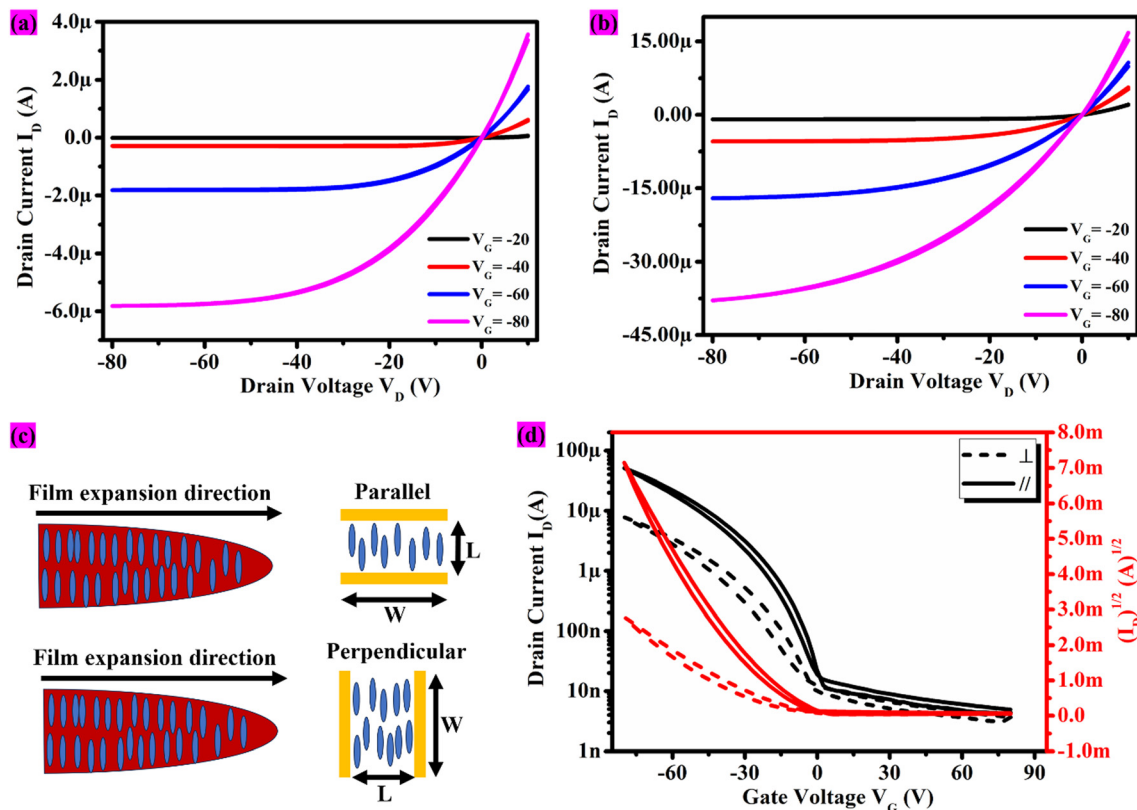 (a)
4.0μ
2.0μ
0.0
-2.0μ
-4.0μ
-6.0μ
Drain Current I_D (A)
V_G= -20
V_G= -40
V_G= -60
V_G= -80
-80
-60
-40
-20
0
Drain Voltage V_D (V)
(b)
15.00μ
0.00
-15.00μ
-30.00μ
-45.00μ
Drain Current I_D (A)
V_G= -20
V_G= -40
V_G= -60
V_G= -80
-80
-60
-40
-20
0
Drain Voltage V_D (V)
(c)
Film expansion direction
Parallel
L
W
Film expansion direction
Perpendicular
W
L
(d)
100μ
10μ
1μ
100n
10n
1n
Drain Current I_D(A)
⊥
//
8.0m
7.0m
6.0m
5.0m
4.0m
3.0m
2.0m
1.0m
0.0
-1.0m
(I_D)^1/2 (A)^1/2
-60
-30
0
30
60
90
Gate Voltage V_G (V)